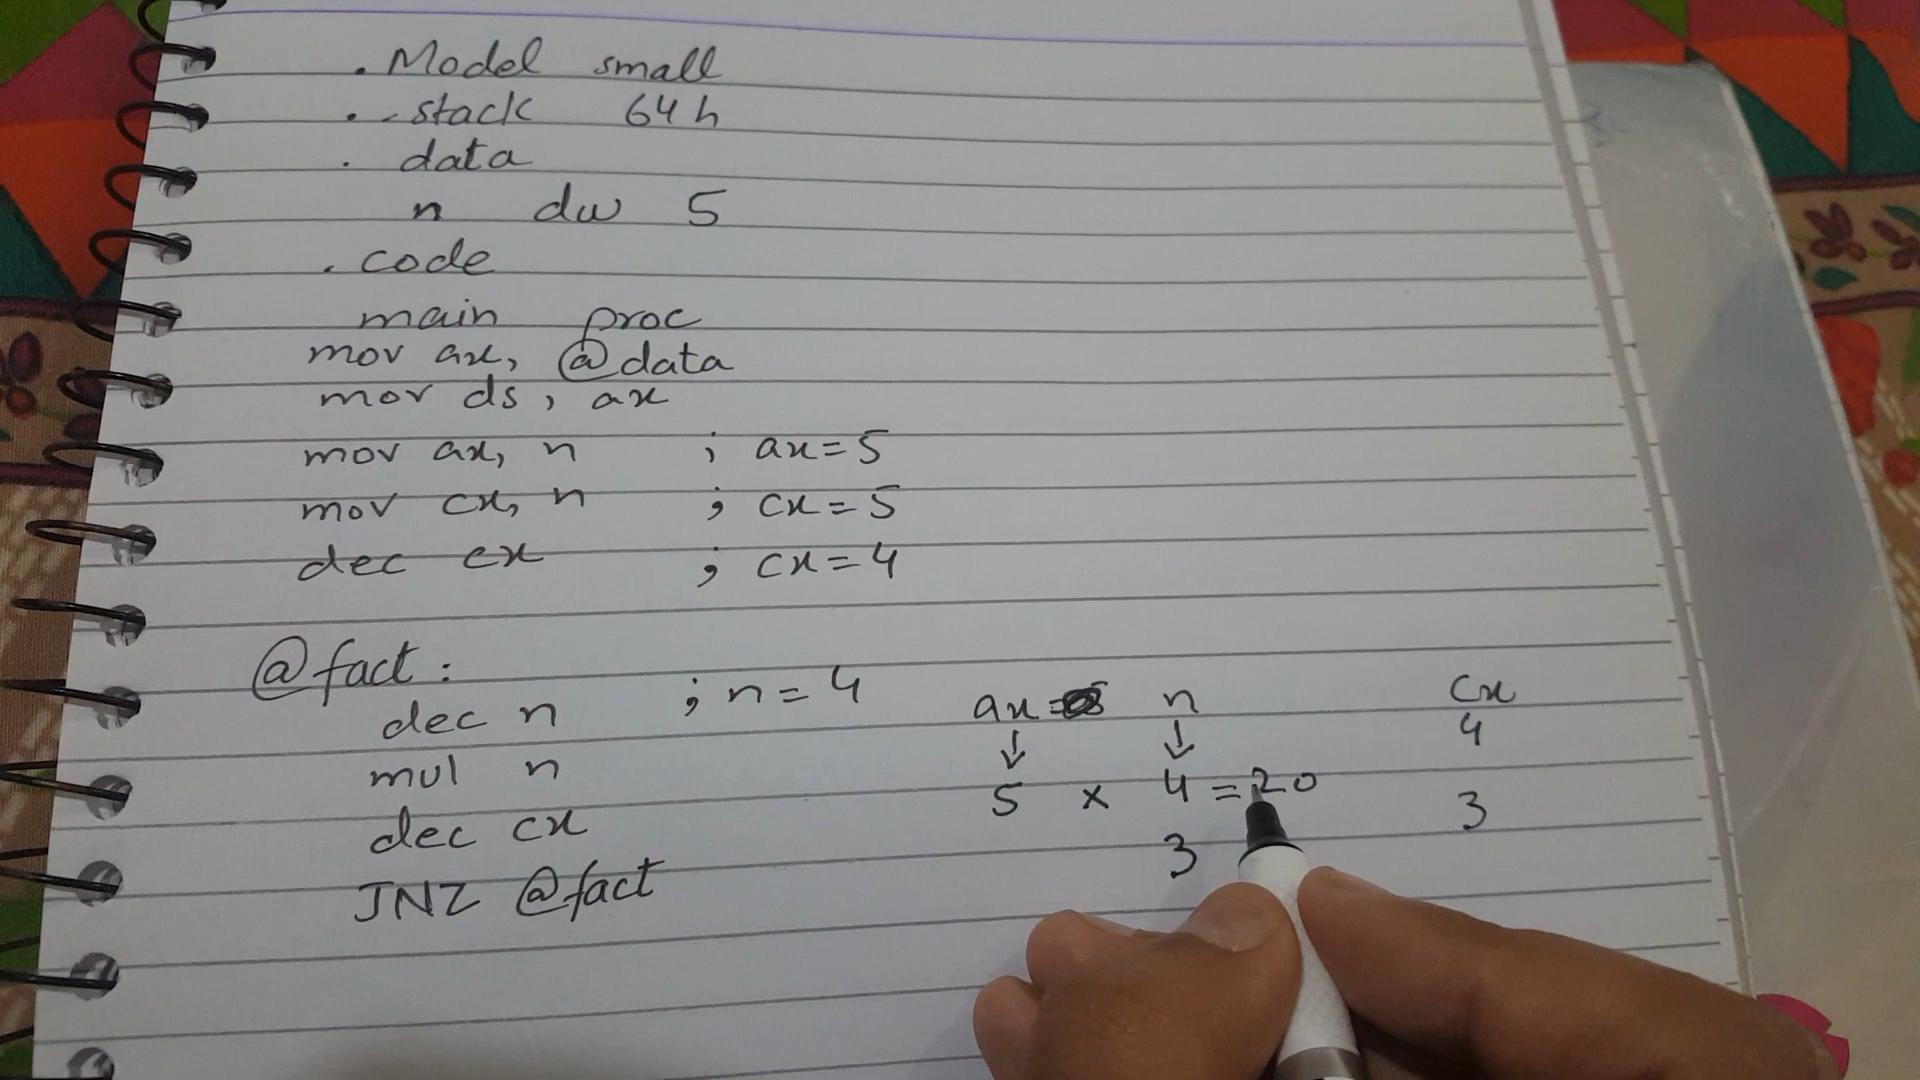 .Model small
. stack 64h
. data
n dw 5
. code
main proc
mov ax, @data
mov ds, ax
mov ax, n ; ax=5
mov cx, n ; cx=5
dec cx ; cx=4
@fact:
dec n ; n=4
mul n
dec cx
JNZ @fact
ax= n cx
↓ ↓ 4
5 x 4 =20 3
3